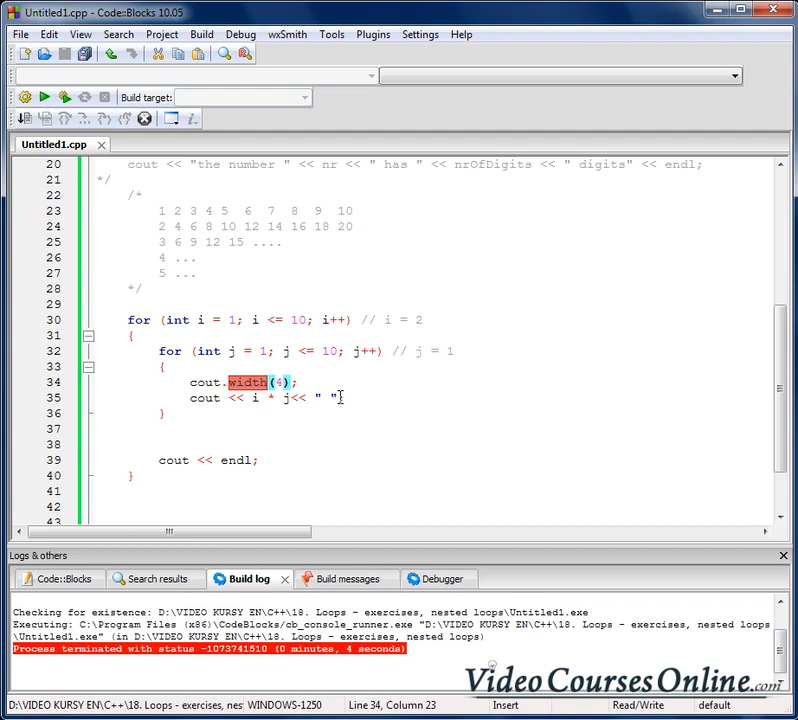 Untitled1.cpp - Code::Blocks 10.05
File Edit View Search Project Build Debug wxSmith Tools Plugins Settings Help
Build target:
Untitled1.cpp
20 cout << "the number " << nr << " has " << nrOfDigits << " digits" << endl;
21 */
22 /*
23 1 2 3 4 5 6 7 8 9 10
24 2 4 6 8 10 12 14 16 18 20
25 3 6 9 12 15 ....
26 4 ...
27 5 ...
28 */
29
30 for (int i = 1; i <= 10; i++) // i = 2
31 {
32 for (int j = 1; j <= 10; j++) // j = 1
33 {
34 cout.width(4);
35 cout << i * j<< " "
36 }
38
39 cout << endl;
40 }
41
42
43
Logs & others
Code::Blocks Search results Build log Build messages Debugger
Checking for existence: D:\VIDEO KURSY EN\C++\18. Loops - exercises, nested loops\Untitled1.exe
Executing: C:\Program Files (x86)\CodeBlocks/cb_console_runner.exe "D:\VIDEO KURSY EN\C++\18. Loops - exercises, nested loops
\Untitled1.exe" (in D:\VIDEO KURSY EN\C++\18. Loops - exercises, nested loops)
Process terminated with status -1073741510 (0 minutes, 4 seconds)
VideoCoursesOnline.com
D:\VIDEO KURSY EN\C++\18. Loops - exercises, nes WINDOWS-1250 Line 34, Column 23 Insert Read/Write default